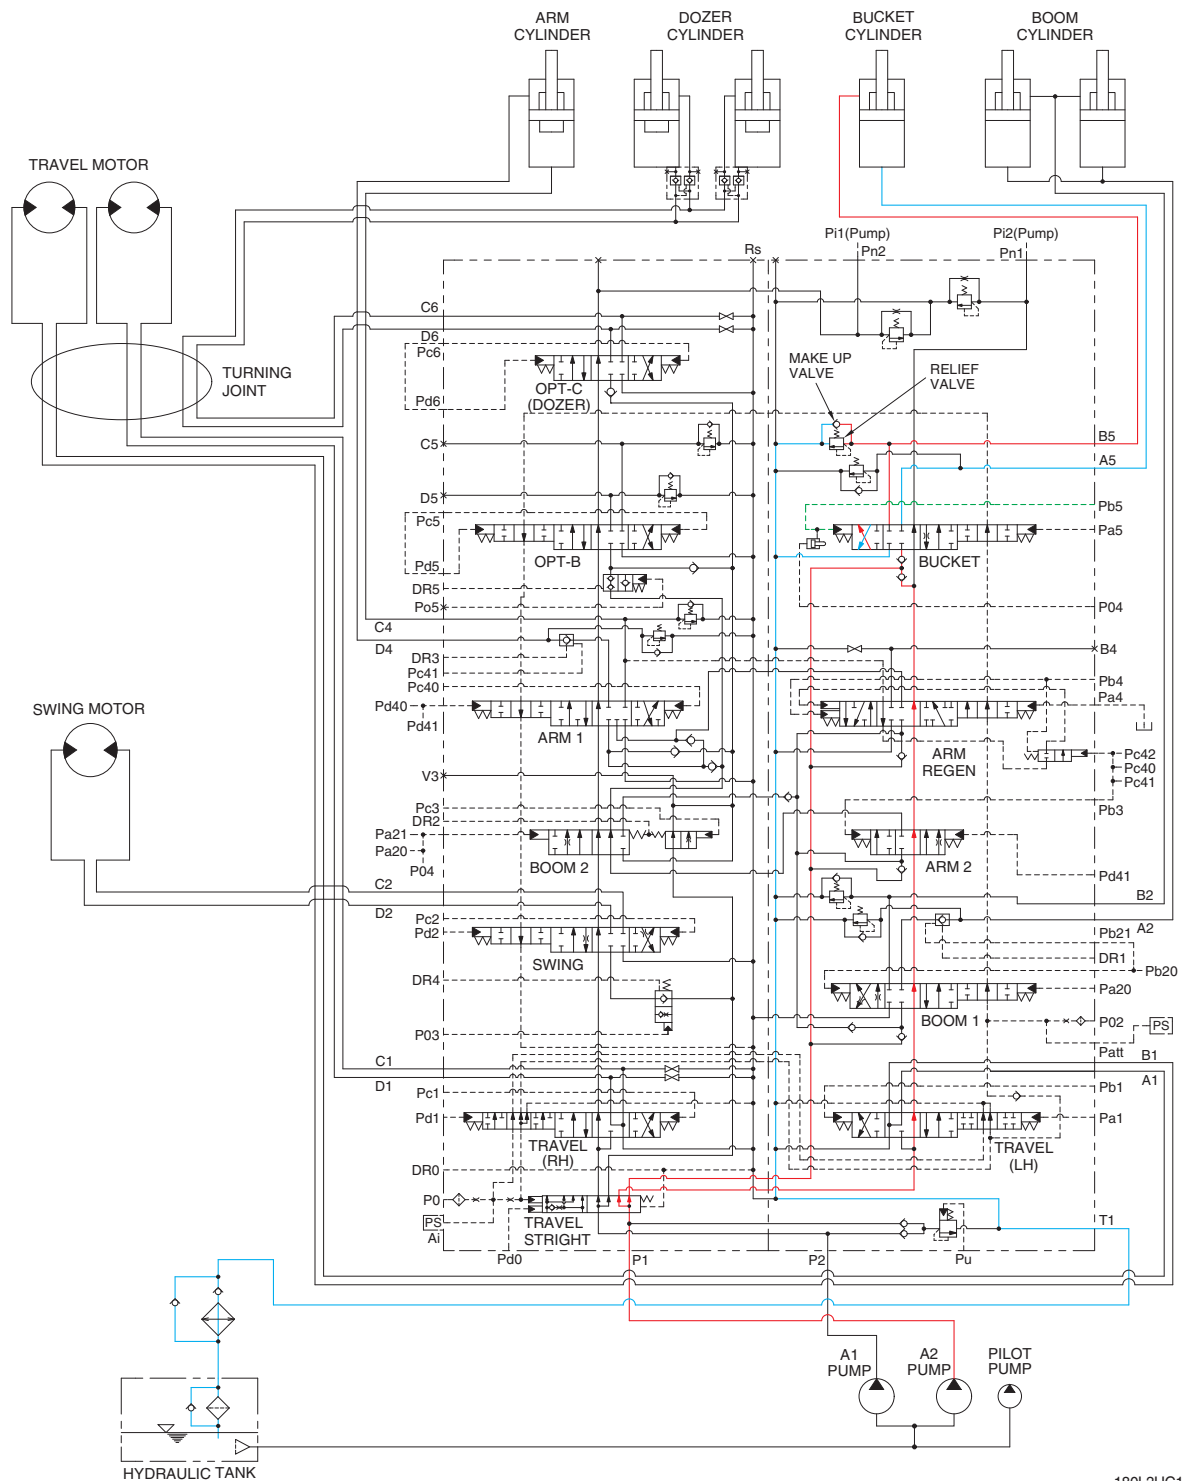 ARM CYLINDER
DOZER CYLINDER
BUCKET CYLINDER
BOOM CYLINDER
TRAVEL MOTOR
TURNING JOINT
Pi1(Pump)
Pi2(Pump)
Rs
Pn2
Pn1
C6
D6
Pc6
MAKE UP VALVE
RELIEF VALVE
OPT-C (DOZER)
Pd6
C5
B5
A5
D5
Pb5
Pc5
Pa5
OPT-B
BUCKET
Pd5
DR5
Po5
P04
C4
D4
B4
DR3
Pc41
Pb4
Pc40
Pa4
SWING MOTOR
Pd40
Pd41
ARM 1
ARM REGEN
Pc42
Pc40
Pc41
V3
Pc3
Pb3
DR2
Pa21
Pa20
P04
BOOM 2
ARM 2
Pd41
C2
B2
D2
Pc2
A2
Pd2
Pb21
SWING
DR1
Pb20
DR4
Pa20
BOOM 1
P03
P02
PS
Patt
B1
C1
A1
D1
Pc1
Pb1
Pd1
Pa1
TRAVEL (RH)
TRAVEL (LH)
DR0
P0
PS
Ai
TRAVEL STRIGHT
T1
Pd0
P1
P2
Pu
A1 PUMP
A2 PUMP
PILOT PUMP
HYDRAULIC TANK